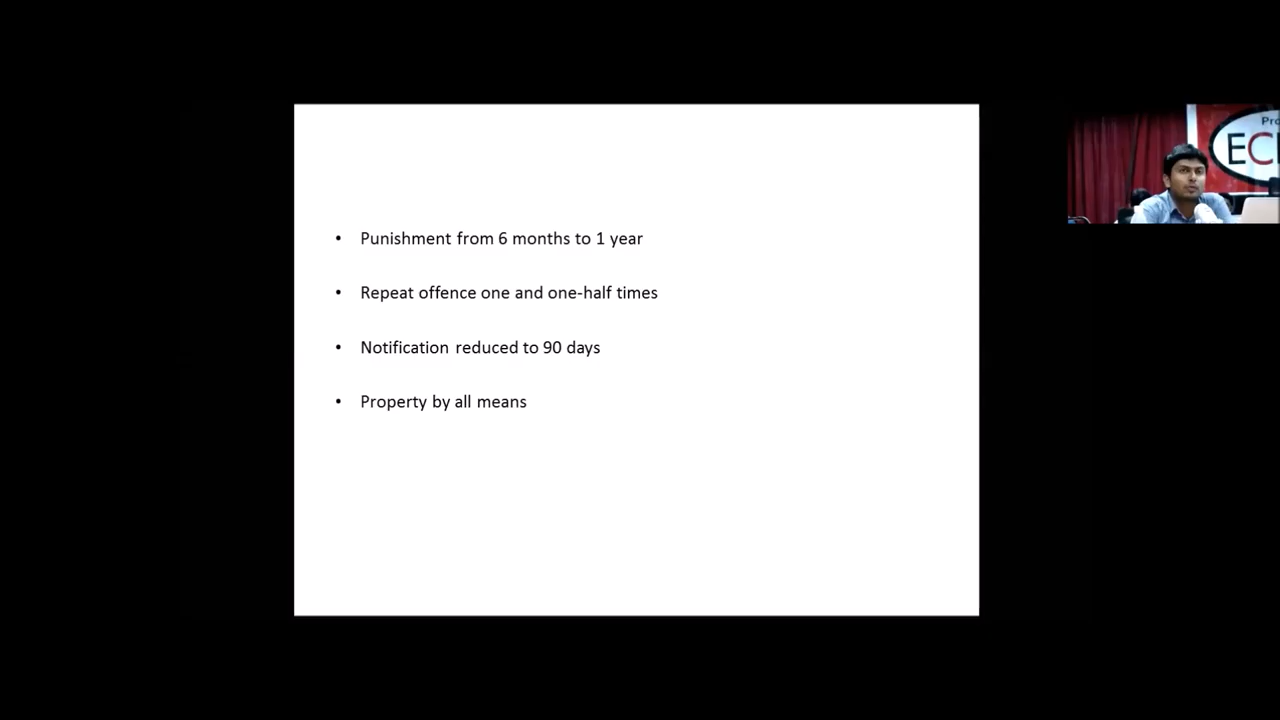 • Punishment from 6 months to 1 year
• Repeat offence one and one-half times
• Notification reduced to 90 days
• Property by all means